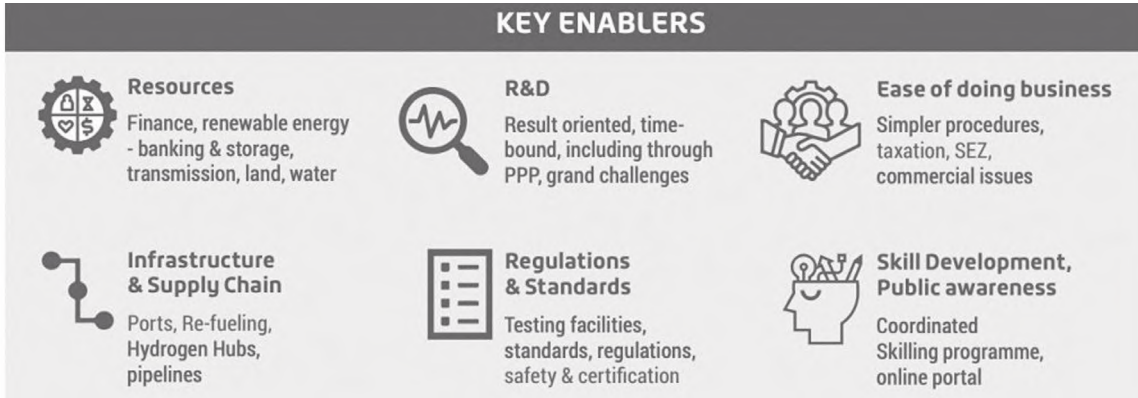 KEY ENABLERS
Resources
Finance, renewable energy
- banking & storage,
transmission, land, water
R&D
Result oriented, time-
bound, including through
PPP, grand challenges
Ease of doing business
Simpler procedures,
taxation, SEZ,
commercial issues
Infrastructure
& Supply Chain
Ports, Re-fueling,
Hydrogen Hubs,
pipelines
Regulations
& Standards
Testing facilities,
standards, regulations,
safety & certification
Skill Development,
Public awareness
Coordinated
Skilling programme,
online portal